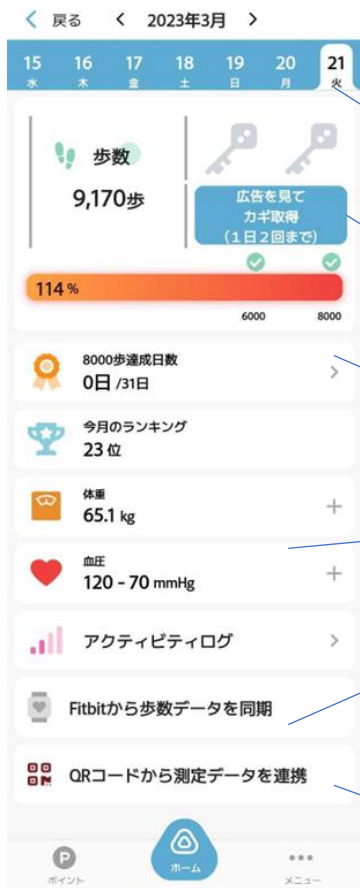 戻る
2023年3月
15 16 17 18 19 20 21
水 木 金 土 日 月 火
歩数
9,170歩
広告を見て
カギ取得
(1日2回まで)
114 %
6000 8000
8000歩達成日数
0日 /31日
今月のランキング
23 位
体重
65.1 kg
血圧
120 - 70 mmHg
アクティビティログ
Fitbitから歩数データを同期
QRコードから測定データを連携
P
ポイント ホーム メニュー